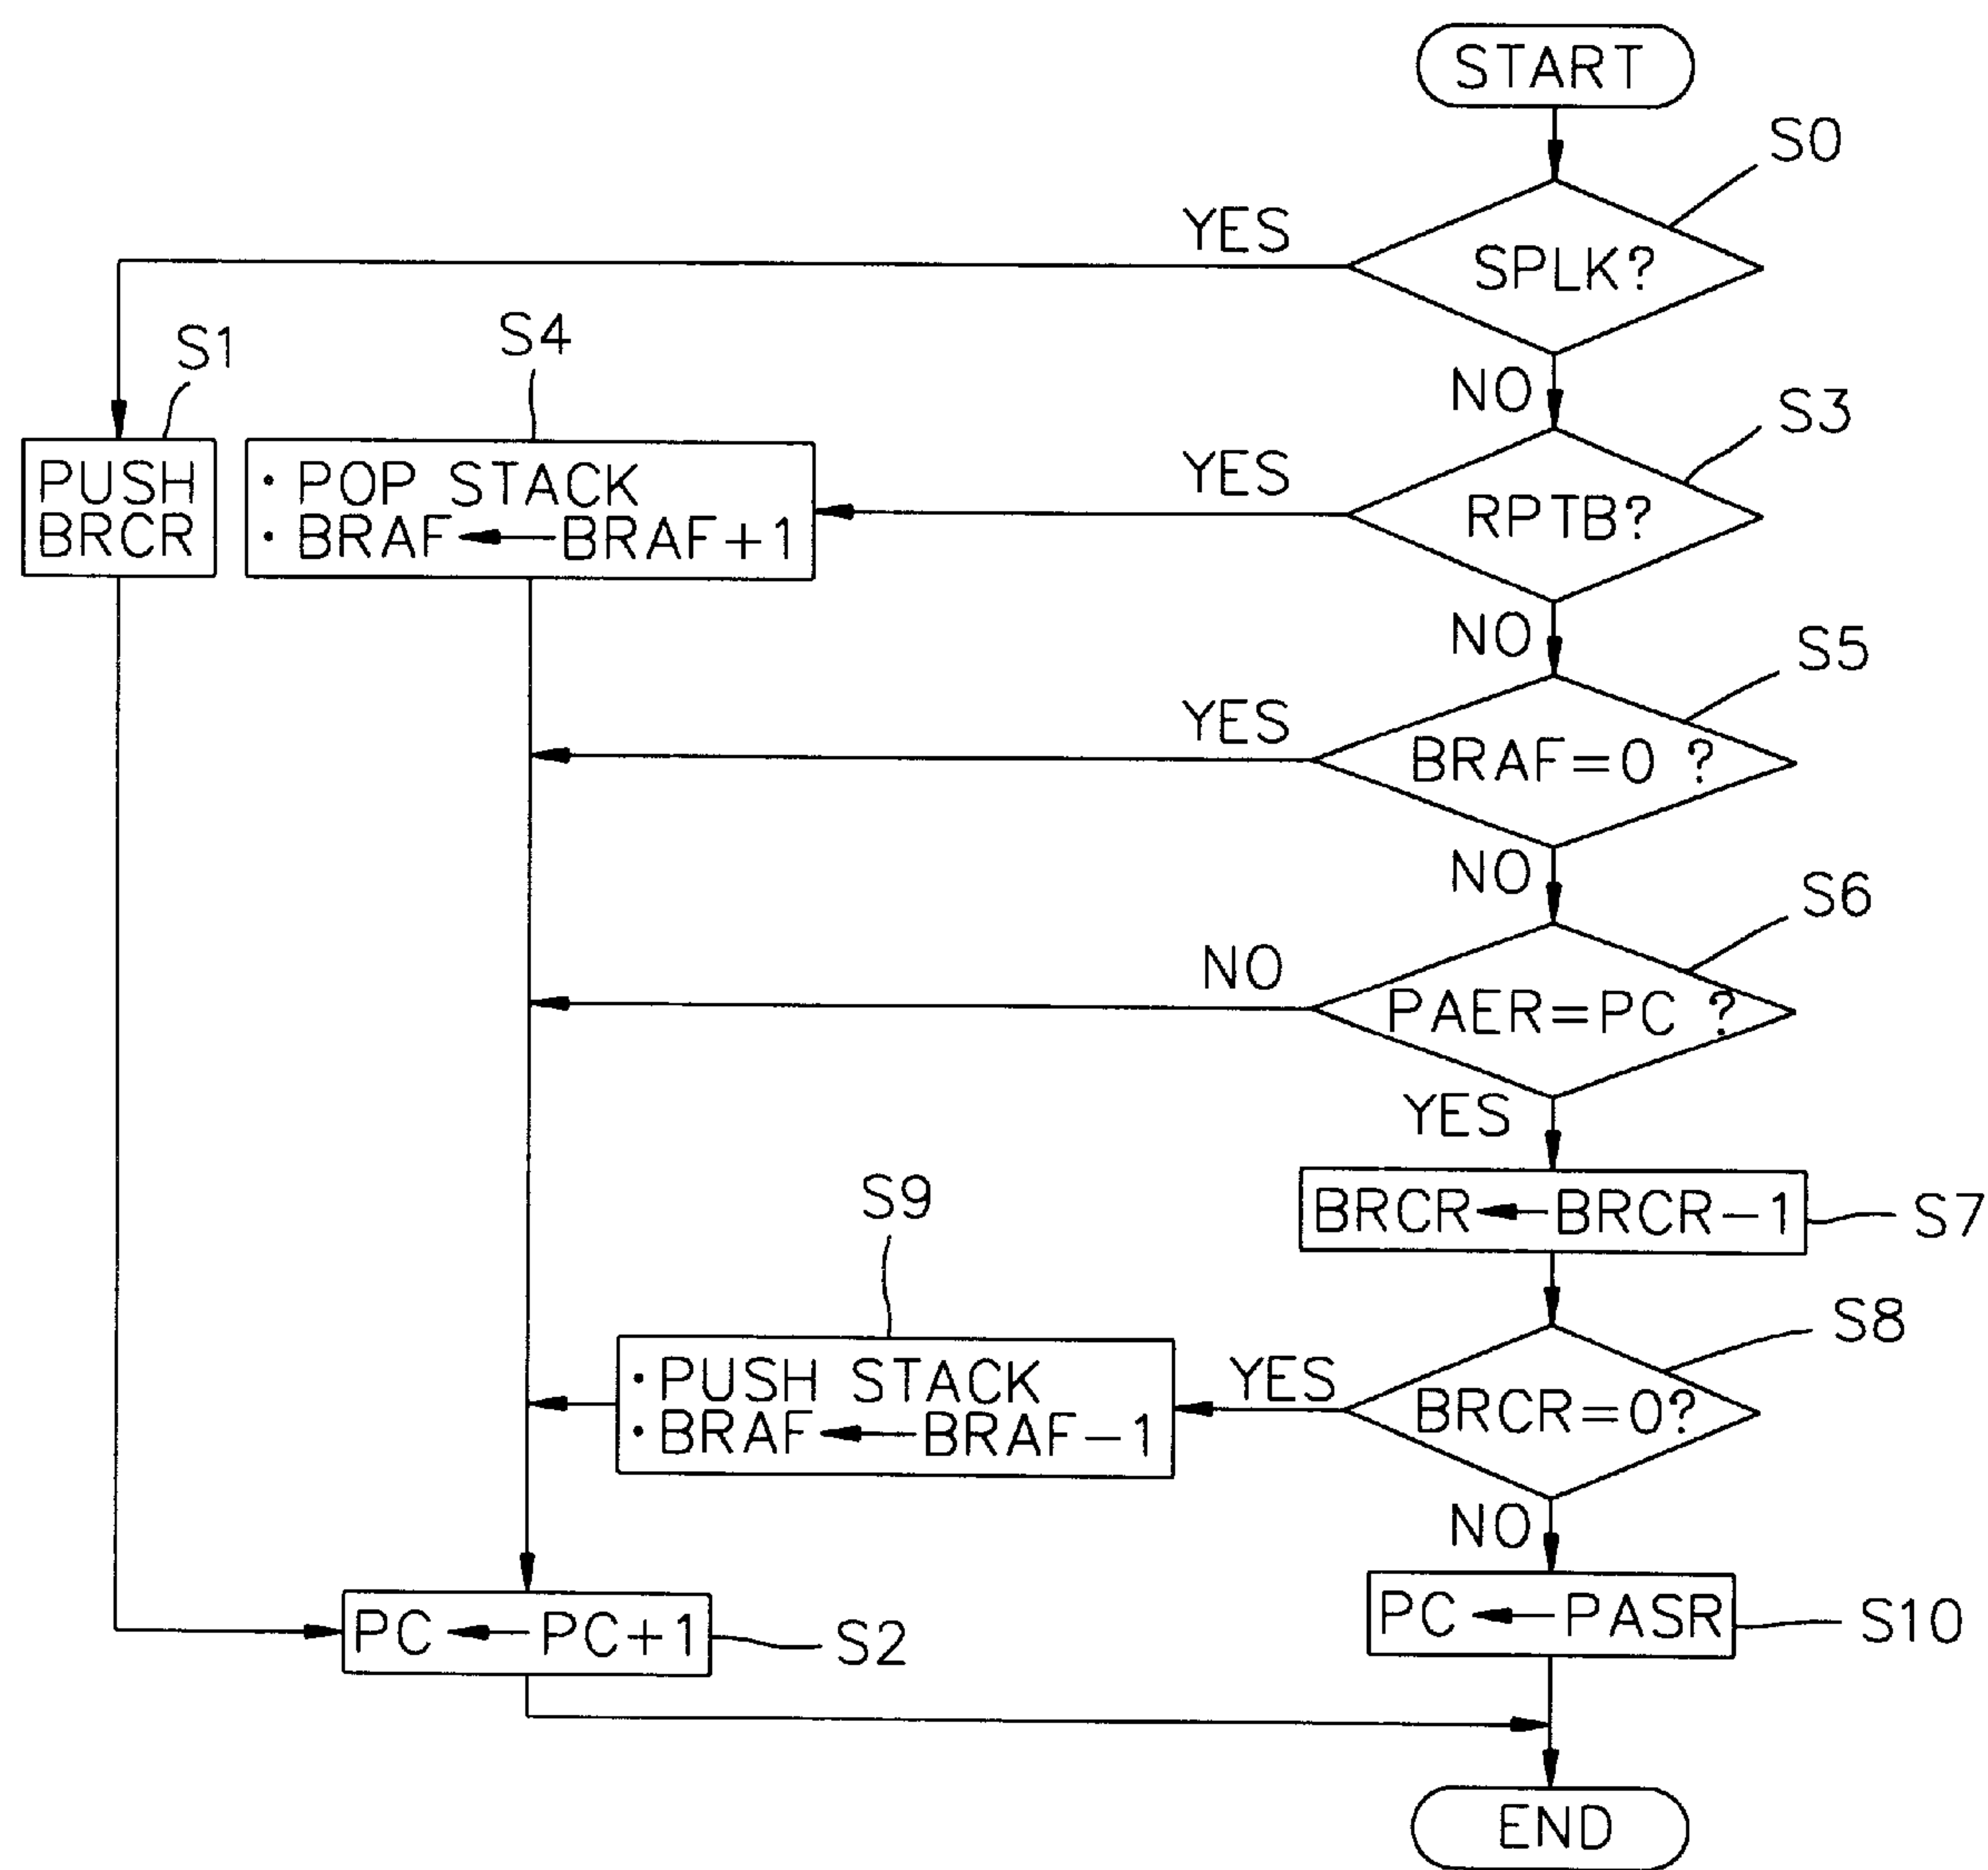 START
S0
YES
SPLK?
S1
S4
NO
S3
PUSH
BRCR
· POP STACK
· BRAF ← BRAF+1
YES
RPTB?
NO
S5
YES
BRAF=0 ?
NO
S6
NO
PAER=PC ?
YES
S9
BRCR ← BRCR−1
S7
S8
· PUSH STACK
· BRAF ← BRAF−1
YES
BRCR=0?
NO
PC ← PC+1
S2
PC ← PASR
S10
END